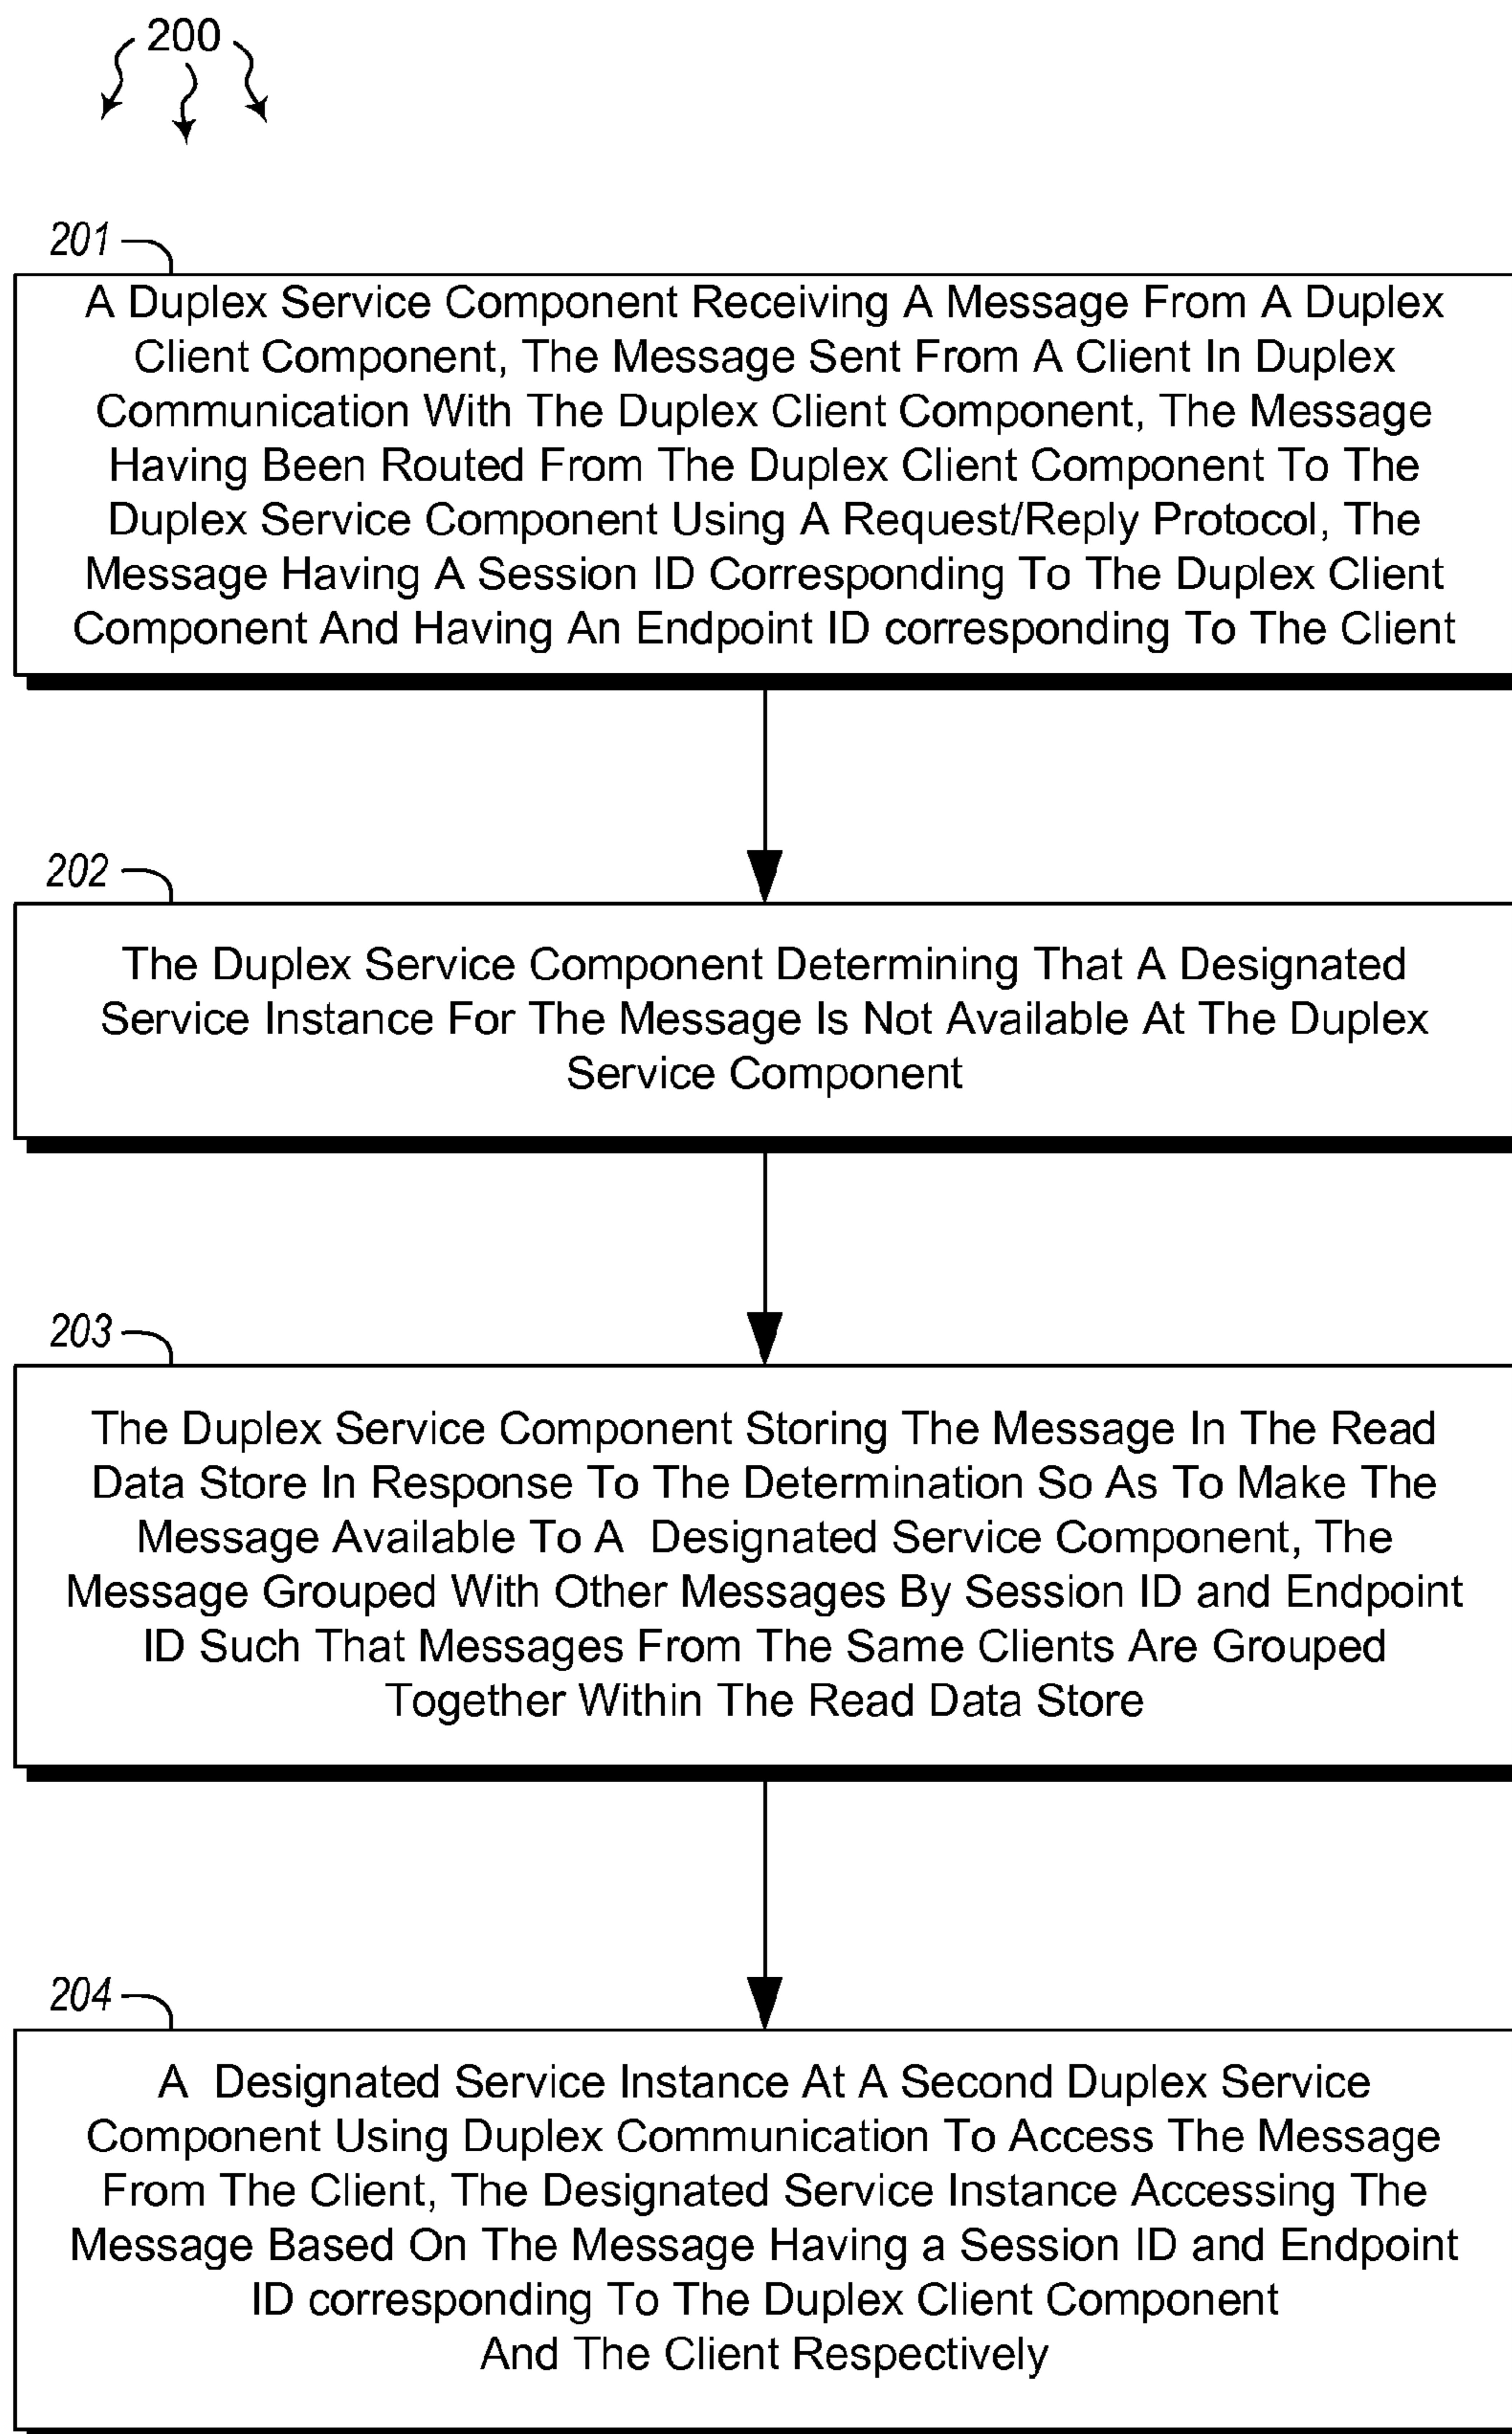 200
201
A Duplex Service Component Receiving A Message From A Duplex
Client Component, The Message Sent From A Client In Duplex
Communication With The Duplex Client Component, The Message
Having Been Routed From The Duplex Client Component To The
Duplex Service Component Using A Request/Reply Protocol, The
Message Having A Session ID Corresponding To The Duplex Client
Component And Having An Endpoint ID corresponding To The Client
202
The Duplex Service Component Determining That A Designated
Service Instance For The Message Is Not Available At The Duplex
Service Component
203
The Duplex Service Component Storing The Message In The Read
Data Store In Response To The Determination So As To Make The
Message Available To A Designated Service Component, The
Message Grouped With Other Messages By Session ID and Endpoint
ID Such That Messages From The Same Clients Are Grouped
Together Within The Read Data Store
204
A Designated Service Instance At A Second Duplex Service
Component Using Duplex Communication To Access The Message
From The Client, The Designated Service Instance Accessing The
Message Based On The Message Having a Session ID and Endpoint
ID corresponding To The Duplex Client Component
And The Client Respectively